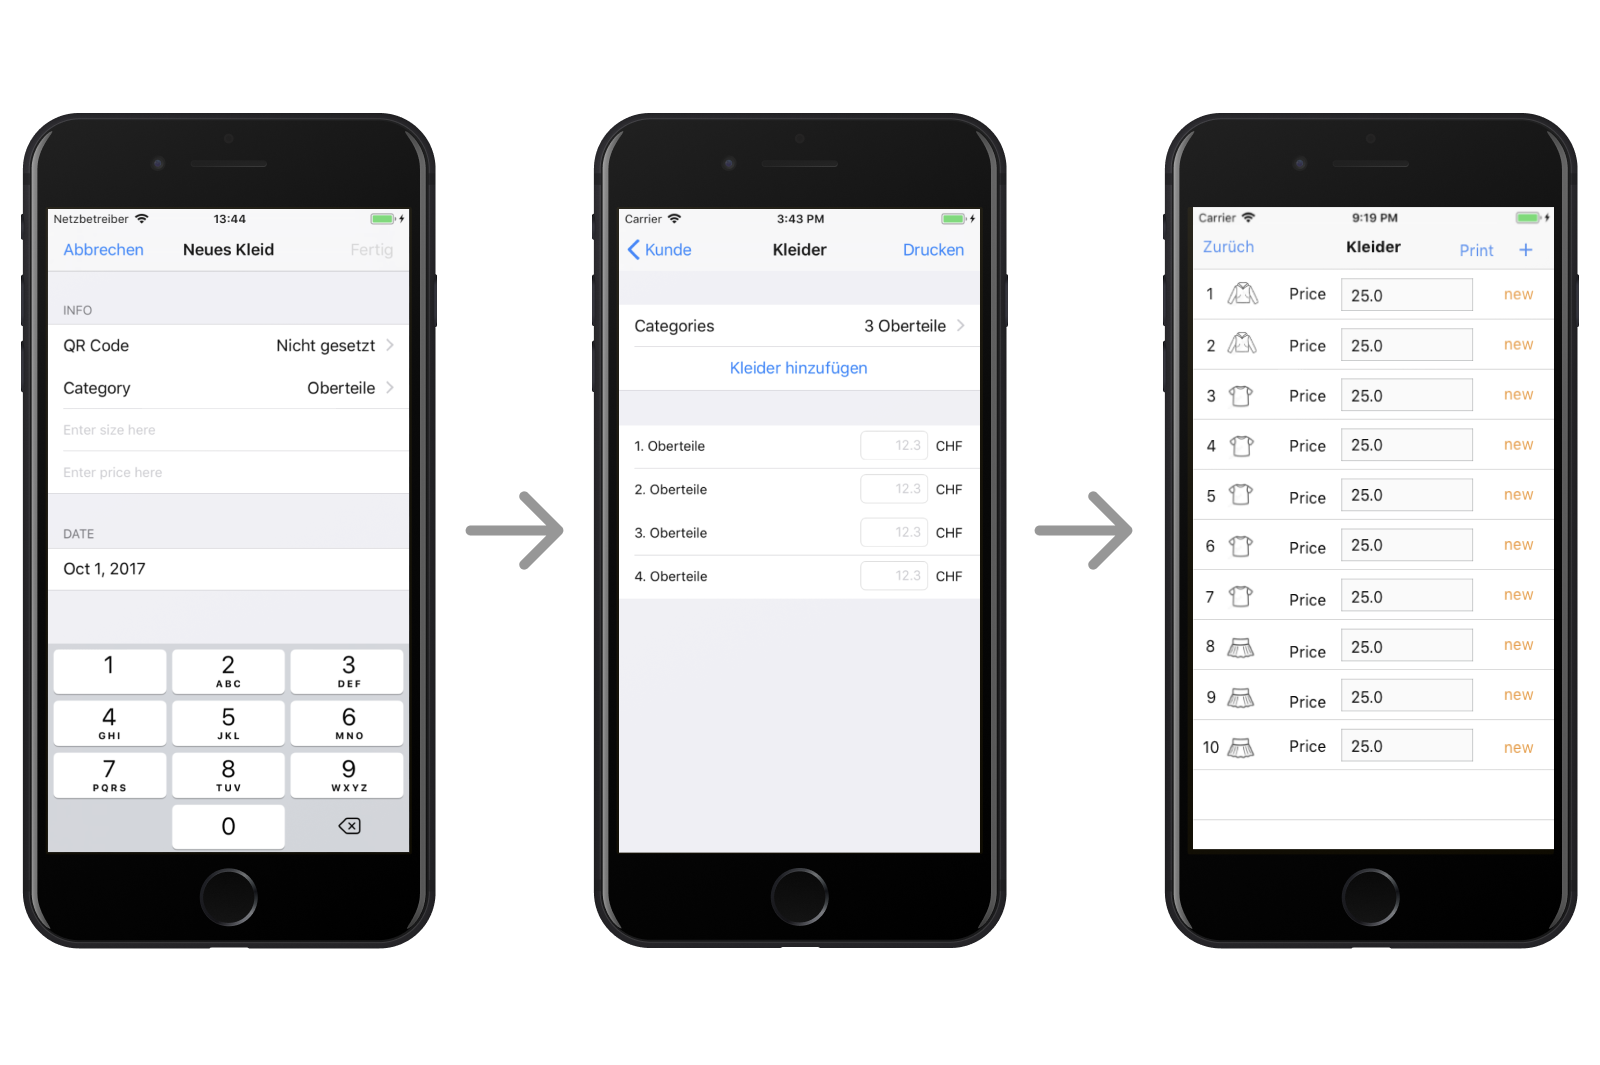 Netzbetreiber 13:44
Abbrechen Neues Kleid Fertig
INFO
QR Code Nicht gesetzt
Category Oberteile
Enter size here
Enter price here
DATE
Oct 1, 2017
1 2 3
ABC DEF
4 5 6
GHI JKL MNO
7 8 9
PQRS TUV WXYZ
0
Carrier 3:43 PM
Kunde Kleider Drucken
Categories 3 Oberteile
Kleider hinzufügen
1. Oberteile 12.3 CHF
2. Oberteile 12.3 CHF
3. Oberteile 12.3 CHF
4. Oberteile 12.3 CHF
Carrier 9:19 PM
Zurüch Kleider Print +
1 Price 25.0 new
2 Price 25.0 new
3 Price 25.0 new
4 Price 25.0 new
5 Price 25.0 new
6 Price 25.0 new
7 Price 25.0 new
8 Price 25.0 new
9 Price 25.0 new
10 Price 25.0 new